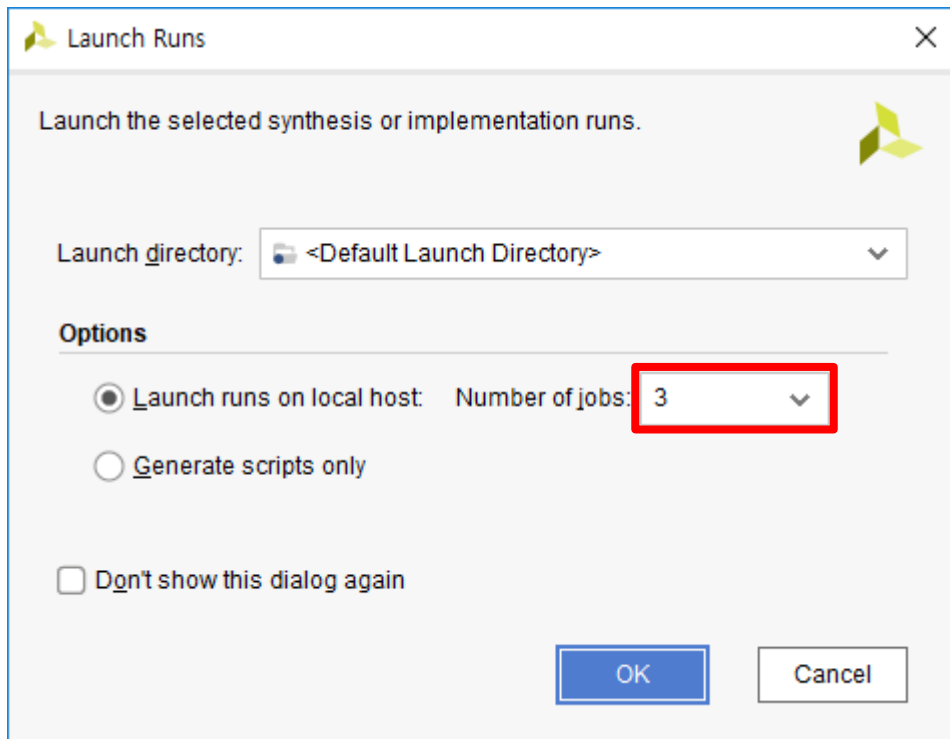 Launch Runs
Launch the selected synthesis or implementation runs.
Launch directory: <Default Launch Directory>
Options
Launch runs on local host: Number of jobs: 3
Generate scripts only
Don't show this dialog again
OK Cancel